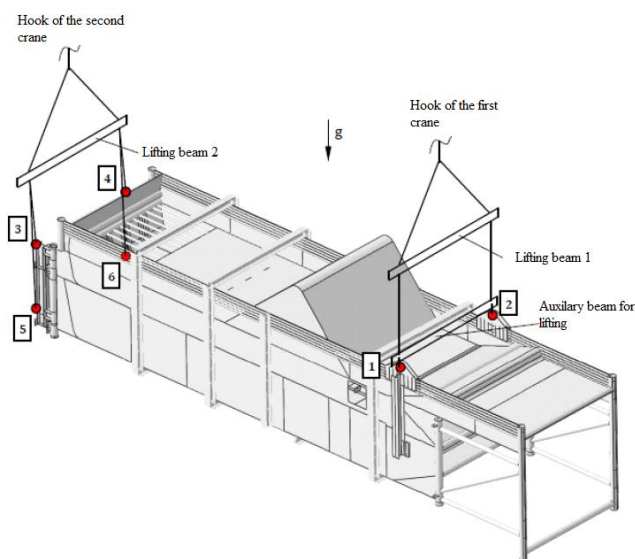 Hook of the second
crane
Hook of the first
crane
g
Lifting beam 2
4
3
Lifting beam 1
6
2
5
Auxilary beam for
lifting
1